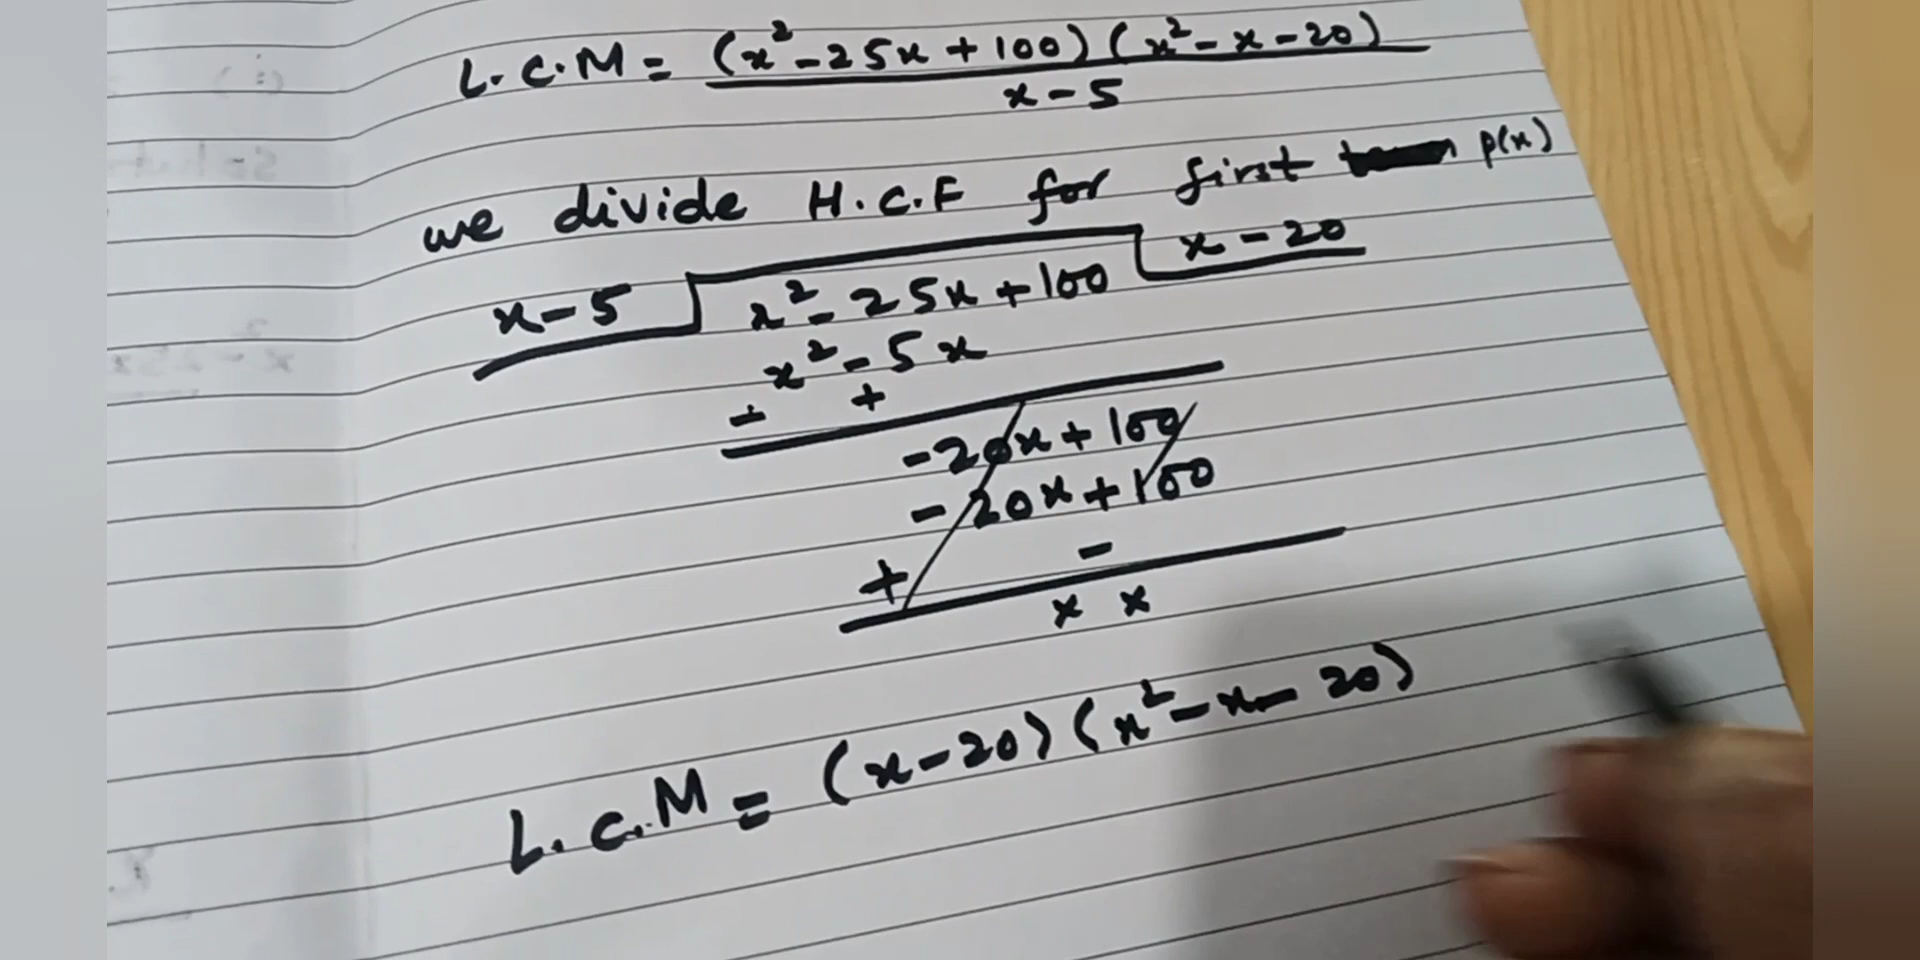 L.C.M = (x² - 25x + 100) (x² - x - 20)
x - 5
we divide H.C.F for first p(x)
x - 20
x - 5 x² - 25x + 100
x² - 5x
- +
-20x + 100
-20x + 100
+ -
x x
L.C.M = (x - 20) (x² - x - 20)